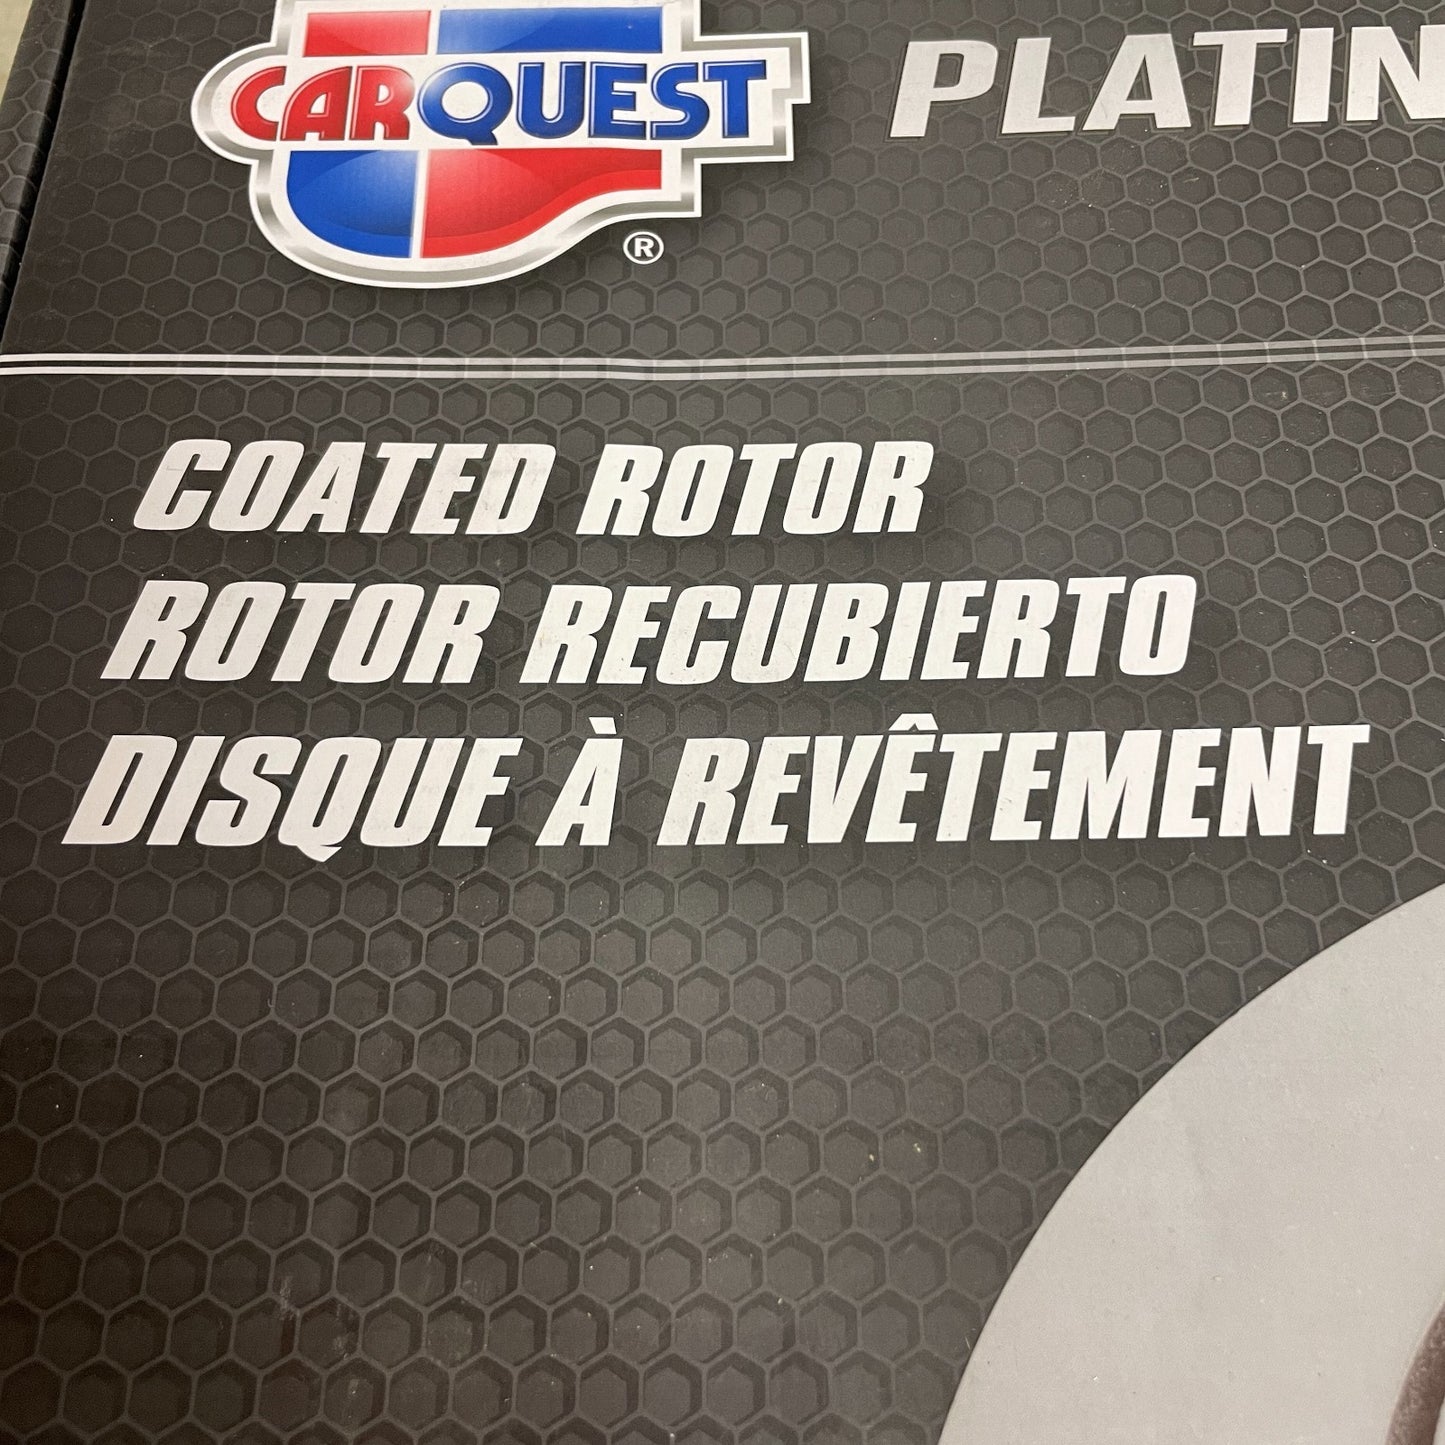 CARQUEST ®
PLATIN
COATED ROTOR
ROTOR RECUBIERTO
DISQUE À REVÊTEMENT